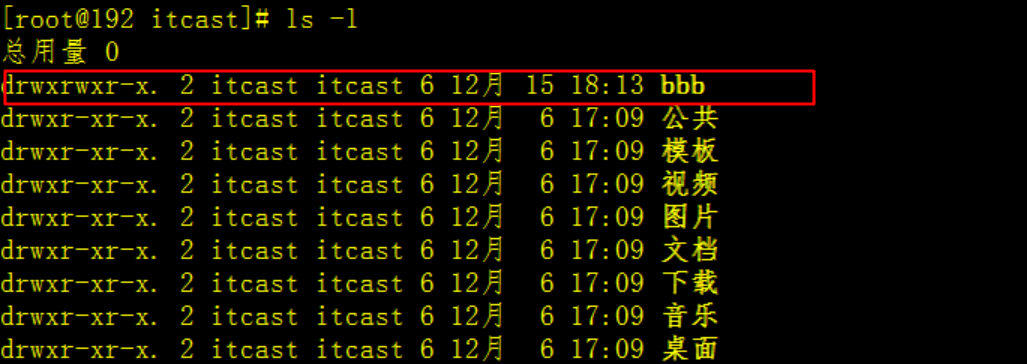 [root@192 itcast]# ls -l
总用量 0
drwxrwxr-x. 2 itcast itcast 6 12月 15 18:13 bbb
drwxr-xr-x. 2 itcast itcast 6 12月  6 17:09 公共
drwxr-xr-x. 2 itcast itcast 6 12月  6 17:09 模板
drwxr-xr-x. 2 itcast itcast 6 12月  6 17:09 视频
drwxr-xr-x. 2 itcast itcast 6 12月  6 17:09 图片
drwxr-xr-x. 2 itcast itcast 6 12月  6 17:09 文档
drwxr-xr-x. 2 itcast itcast 6 12月  6 17:09 下载
drwxr-xr-x. 2 itcast itcast 6 12月  6 17:09 音乐
drwxr-xr-x. 2 itcast itcast 6 12月  6 17:09 桌面